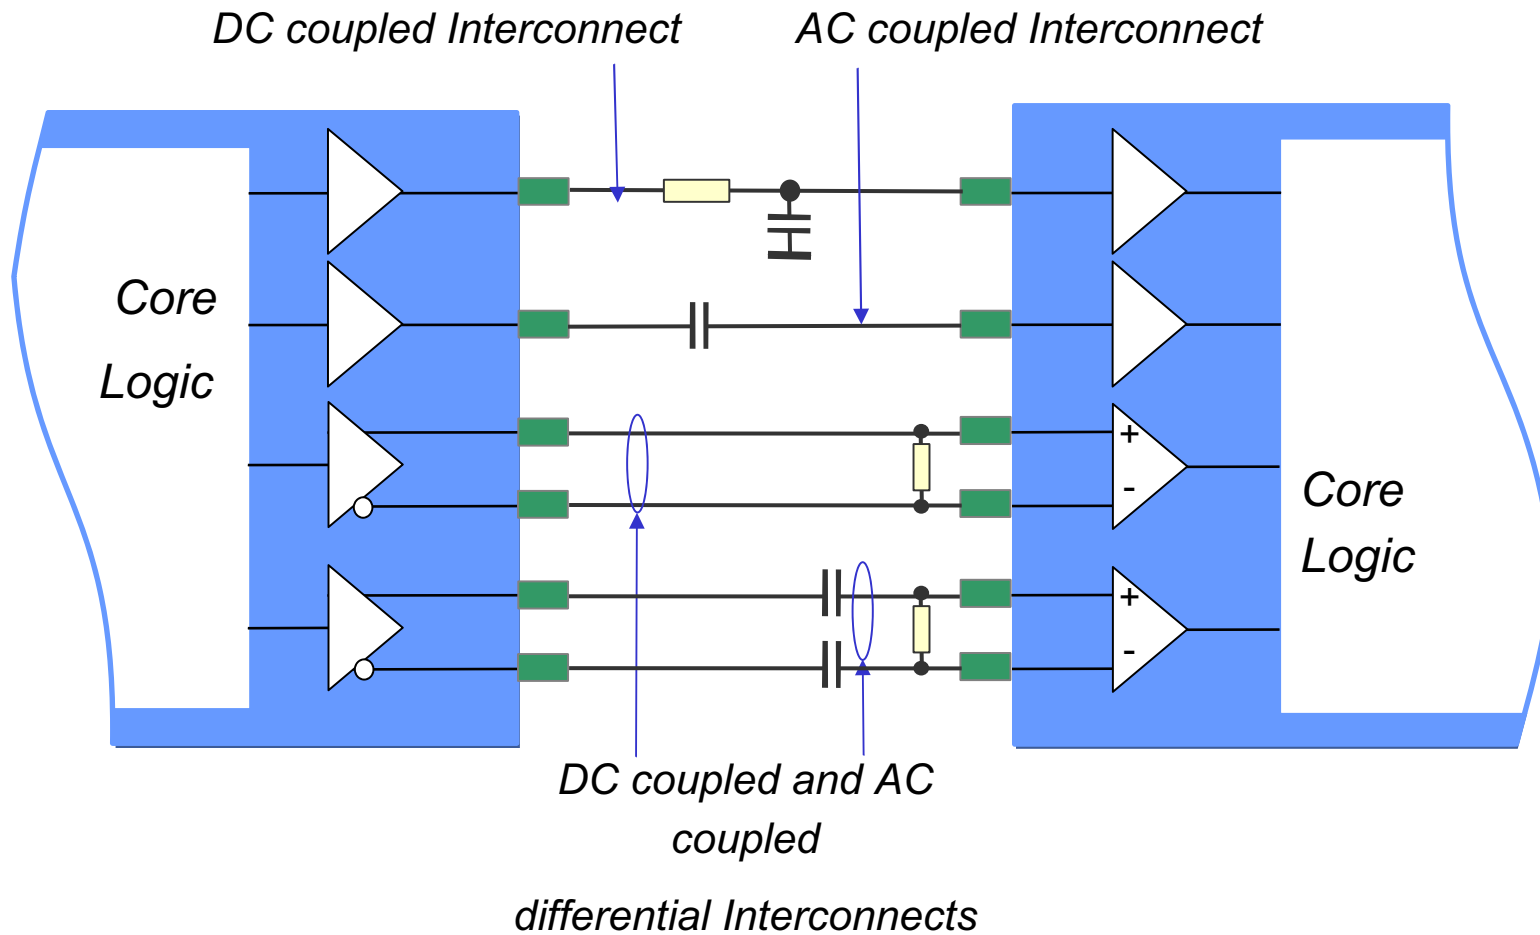 DC coupled Interconnect
AC coupled Interconnect
Core
Logic
+
-
Core
Logic
+
-
DC coupled and AC
coupled
differential Interconnects